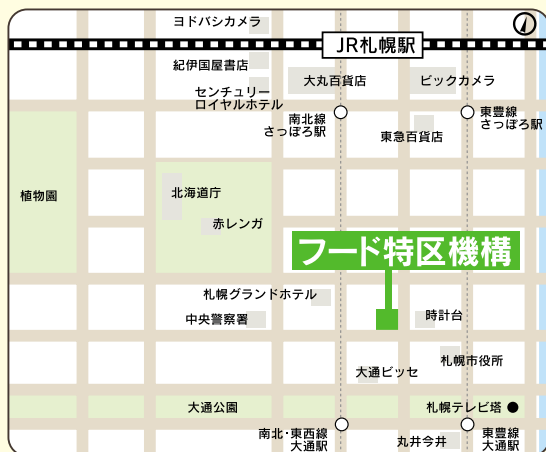 ヨドバシカメラ
JR札幌駅
紀伊国屋書店
大丸百貨店
ビックカメラ
センチュリー
ロイヤルホテル
南北線
さっぽろ駅
東豊線
さっぽろ駅
東急百貨店
植物園
北海道庁
赤レンガ
フード特区機構
札幌グランドホテル
中央警察署
時計台
札幌市役所
大通ビッセ
大通公園
札幌テレビ塔
南北・東西線
大通駅
丸井今井
東豊線
大通駅